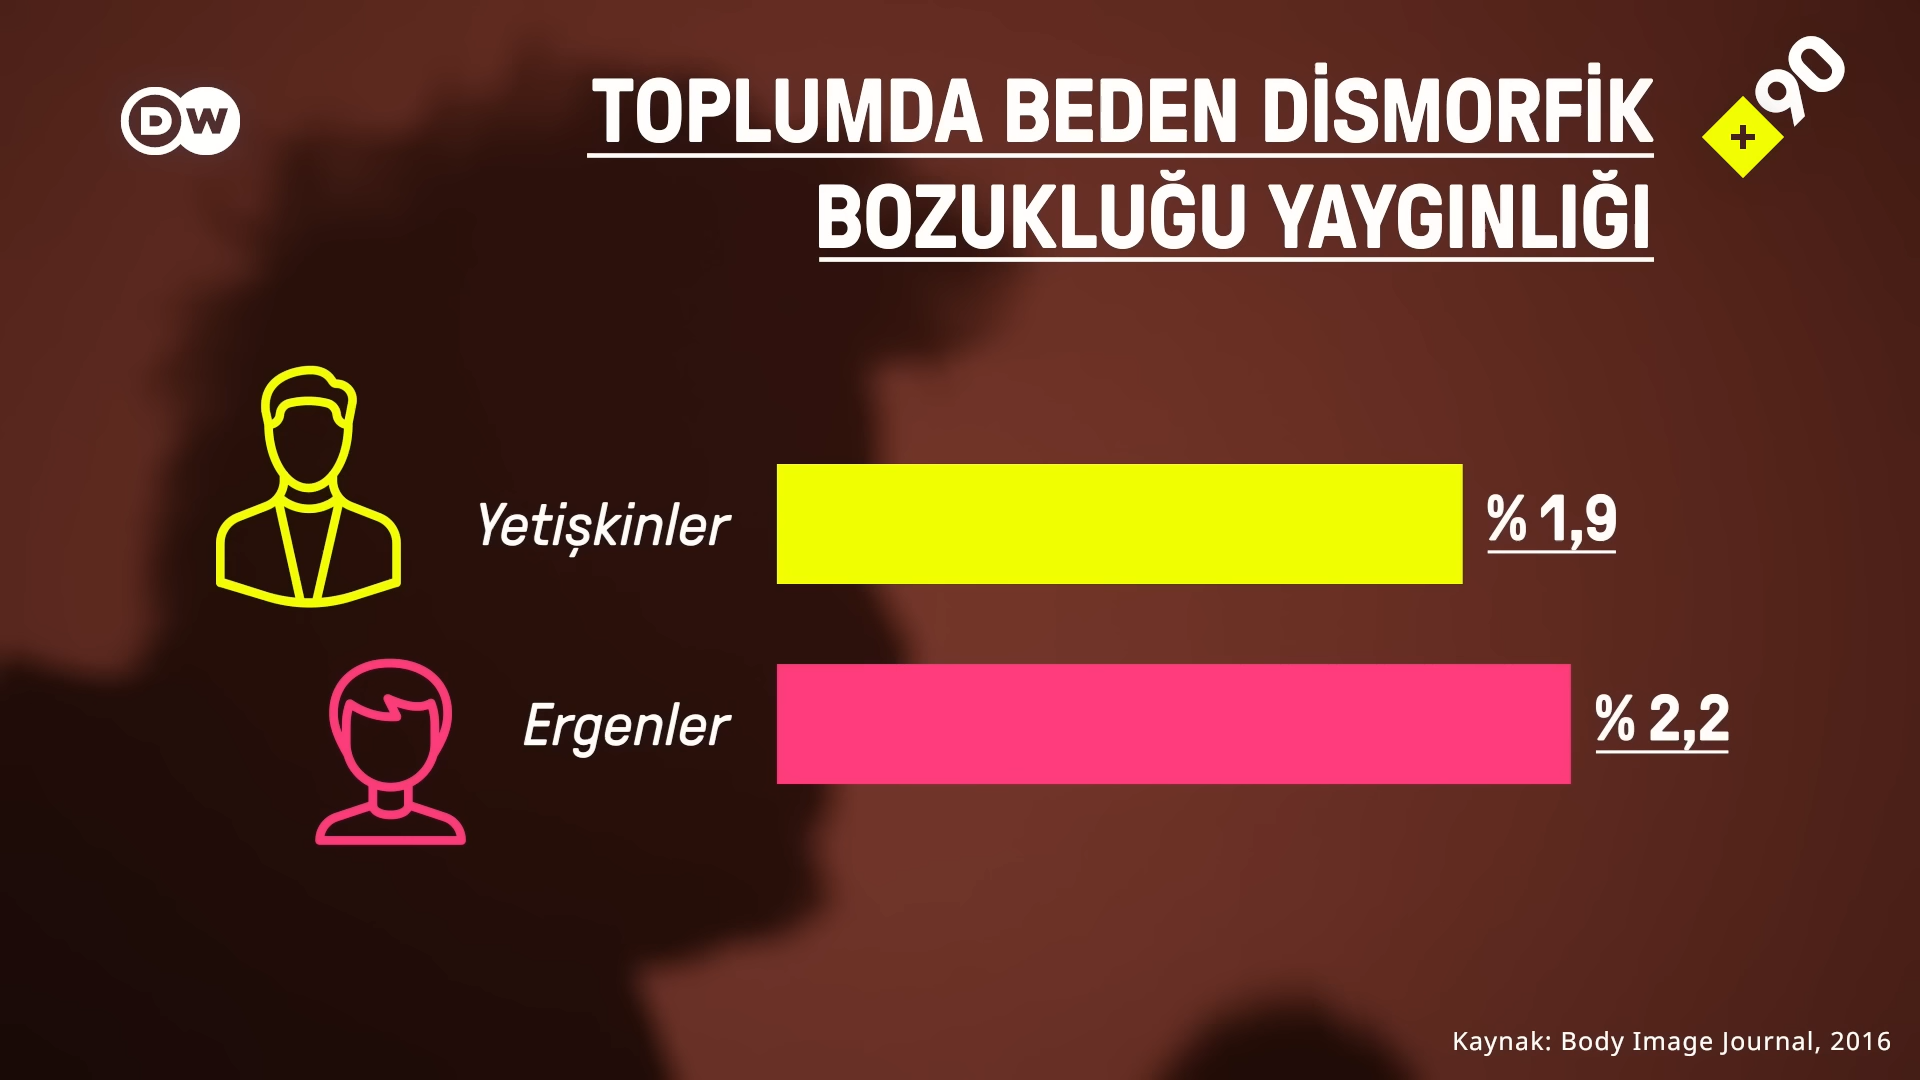 DW
TOPLUMDA BEDEN DİSMORFİK
BOZUKLUĞU YAYGINLIĞI
+90
Yetişkinler
% 1,9
Ergenler
% 2,2
Kaynak: Body Image Journal, 2016